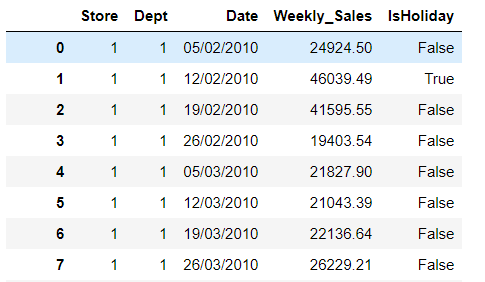 Store Dept Date Weekly_Sales IsHoliday
0 1 1 05/02/2010 24924.50 False
1 1 1 12/02/2010 46039.49 True
2 1 1 19/02/2010 41595.55 False
3 1 1 26/02/2010 19403.54 False
4 1 1 05/03/2010 21827.90 False
5 1 1 12/03/2010 21043.39 False
6 1 1 19/03/2010 22136.64 False
7 1 1 26/03/2010 26229.21 False